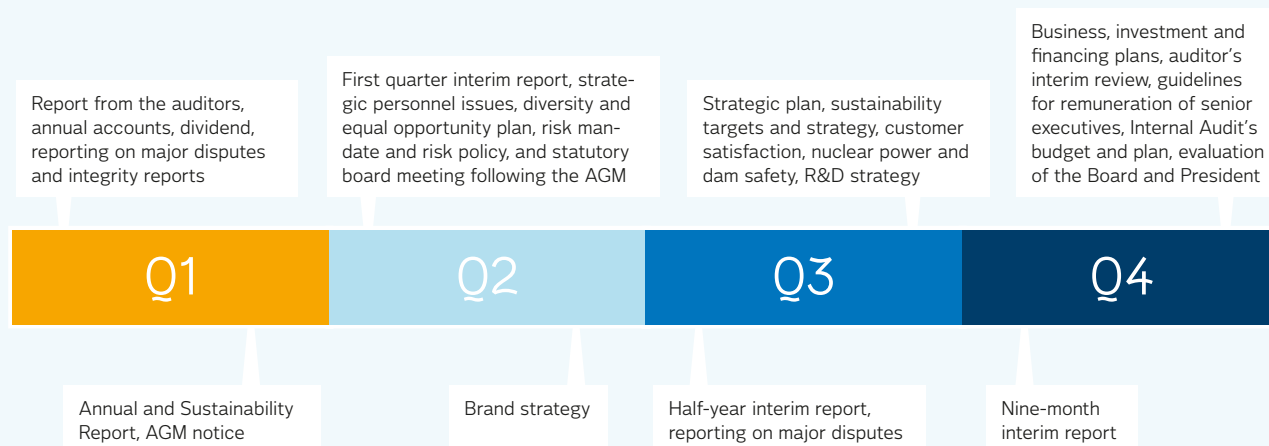 Report from the auditors,
annual accounts, dividend,
reporting on major disputes
and integrity reports
First quarter interim report, strate-
gic personnel issues, diversity and
equal opportunity plan, risk man-
date and risk policy, and statutory
board meeting following the AGM
Strategic plan, sustainability
targets and strategy, customer
satisfaction, nuclear power and
dam safety, R&D strategy
Business, investment and
financing plans, auditor’s
interim review, guidelines
for remuneration of senior
executives, Internal Audit’s
budget and plan, evaluation
of the Board and President
Q1
Q2
Q3
Q4
Annual and Sustainability
Report, AGM notice
Brand strategy
Half-year interim report,
reporting on major disputes
Nine-month
interim report